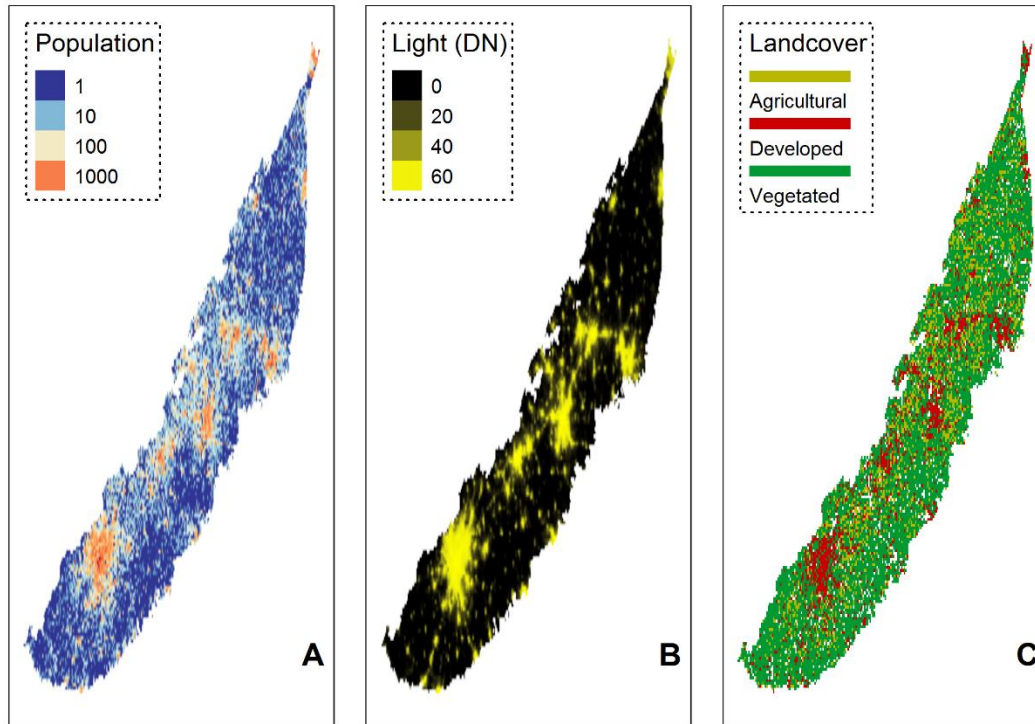 Population
1
10
100
1000
A
Light (DN)
0
20
40
60
B
Landcover
Agricultural
Developed
Vegetated
C